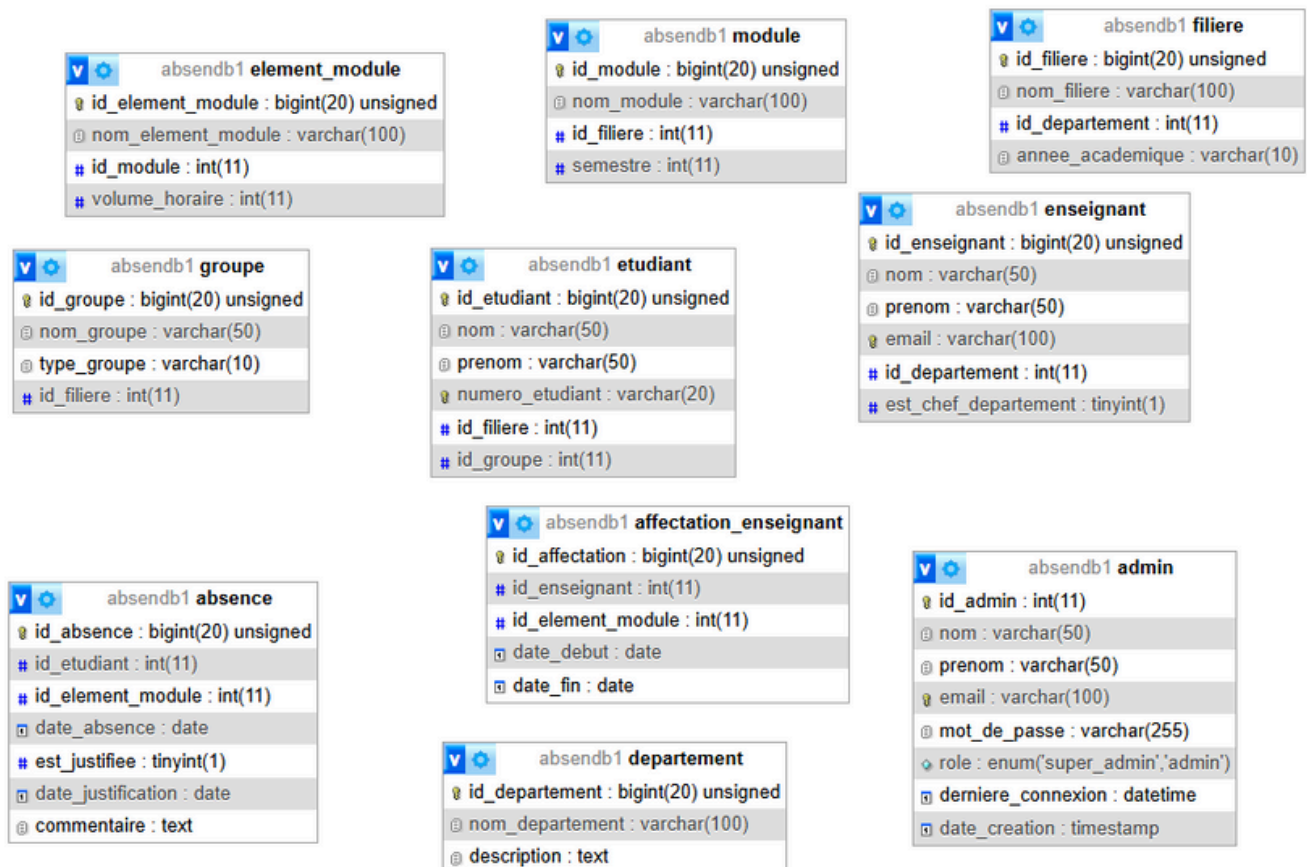 absendb1 element_module
id_element_module : bigint(20) unsigned
nom_element_module : varchar(100)
# id_module : int(11)
# volume_horaire : int(11)
absendb1 module
id_module : bigint(20) unsigned
nom_module : varchar(100)
# id_filiere : int(11)
# semestre : int(11)
absendb1 filiere
id_filiere : bigint(20) unsigned
nom_filiere : varchar(100)
# id_departement : int(11)
annee_academique : varchar(10)
absendb1 groupe
id_groupe : bigint(20) unsigned
nom_groupe : varchar(50)
type_groupe : varchar(10)
# id_filiere : int(11)
absendb1 etudiant
id_etudiant : bigint(20) unsigned
nom : varchar(50)
prenom : varchar(50)
numero_etudiant : varchar(20)
# id_filiere : int(11)
# id_groupe : int(11)
absendb1 enseignant
id_enseignant : bigint(20) unsigned
nom : varchar(50)
prenom : varchar(50)
email : varchar(100)
# id_departement : int(11)
# est_chef_departement : tinyint(1)
absendb1 absence
id_absence : bigint(20) unsigned
# id_etudiant : int(11)
# id_element_module : int(11)
date_absence : date
# est_justifiee : tinyint(1)
date_justification : date
commentaire : text
absendb1 affectation_enseignant
id_affectation : bigint(20) unsigned
# id_enseignant : int(11)
# id_element_module : int(11)
date_debut : date
date_fin : date
absendb1 departement
id_departement : bigint(20) unsigned
nom_departement : varchar(100)
description : text
absendb1 admin
id_admin : int(11)
nom : varchar(50)
prenom : varchar(50)
email : varchar(100)
mot_de_passe : varchar(255)
role : enum('super_admin','admin')
derniere_connexion : datetime
date_creation : timestamp